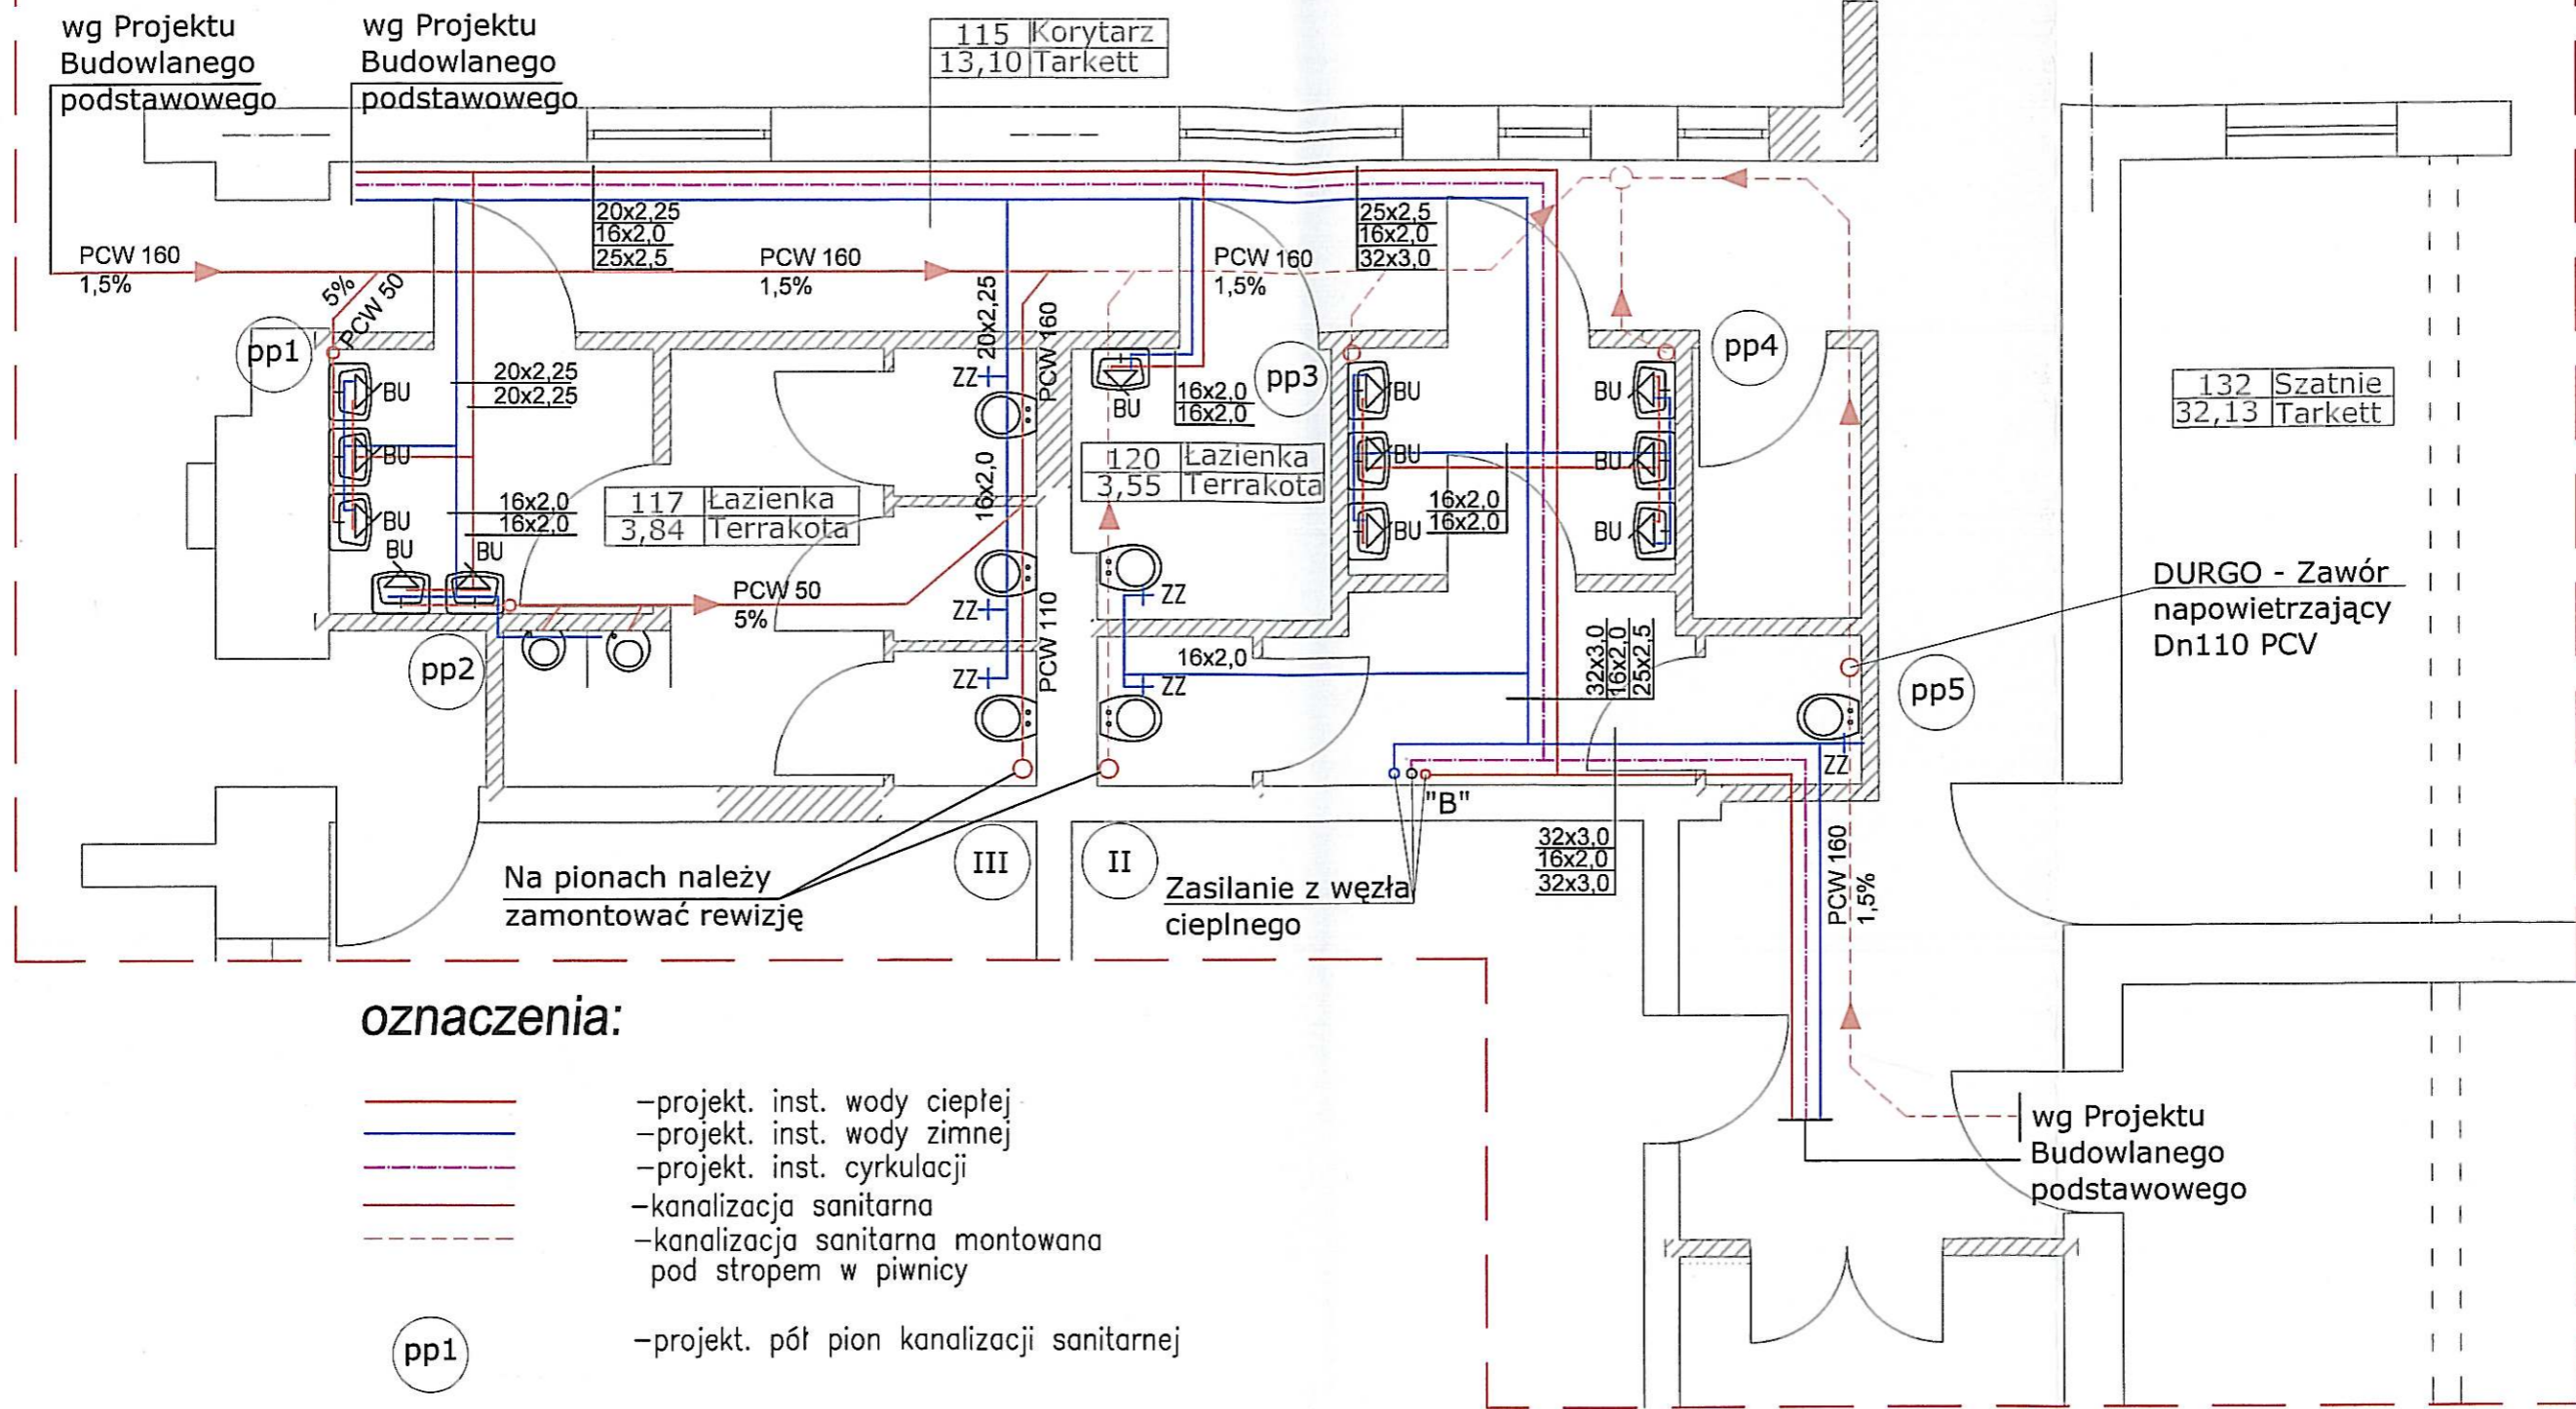 wg Projektu
Budowlanego
podstawowego
wg Projektu
Budowlanego
podstawowego
115 Korytarz
13,10 Tarkett
PCW 160
1,5%
5%
PCW 50
20x2,25
16x2,0
25x2,5
PCW 160
1,5%
20x2,25
PCW 160
PCW 160
1,5%
25x2,5
16x2,0
32x3,0
pp1
BU
BU
BU
BU
BU
20x2,25
20x2,25
16x2,0
16x2,0
117 Łazienka
3,84 Terrakota
PCW 50
5%
pp2
ZZ
16x2,0
ZZ
ZZ
PCW 110
BU
16x2,0
16x2,0
pp3
120 Łazienka
3,55 Terrakota
ZZ
16x2,0
ZZ
BU
BU
BU
16x2,0
16x2,0
BU
BU
BU
pp4
132 Szatnie
32,13 Tarkett
32x3,0
16x2,0
25x2,5
DURGO - Zawór
napowietrzający
Dn110 PCV
pp5
ZZ
"B"
32x3,0
16x2,0
32x3,0
PCW 160
1,5%
Na pionach należy
zamontować rewizję
III
II
Zasilanie z węzła
cieplnego
wg Projektu
Budowlanego
podstawowego
oznaczenia:
-projekt. inst. wody ciepłej
-projekt. inst. wody zimnej
-projekt. inst. cyrkulacji
-kanalizacja sanitarna
-kanalizacja sanitarna montowana
pod stropem w piwnicy
pp1
-projekt. pół pion kanalizacji sanitarnej